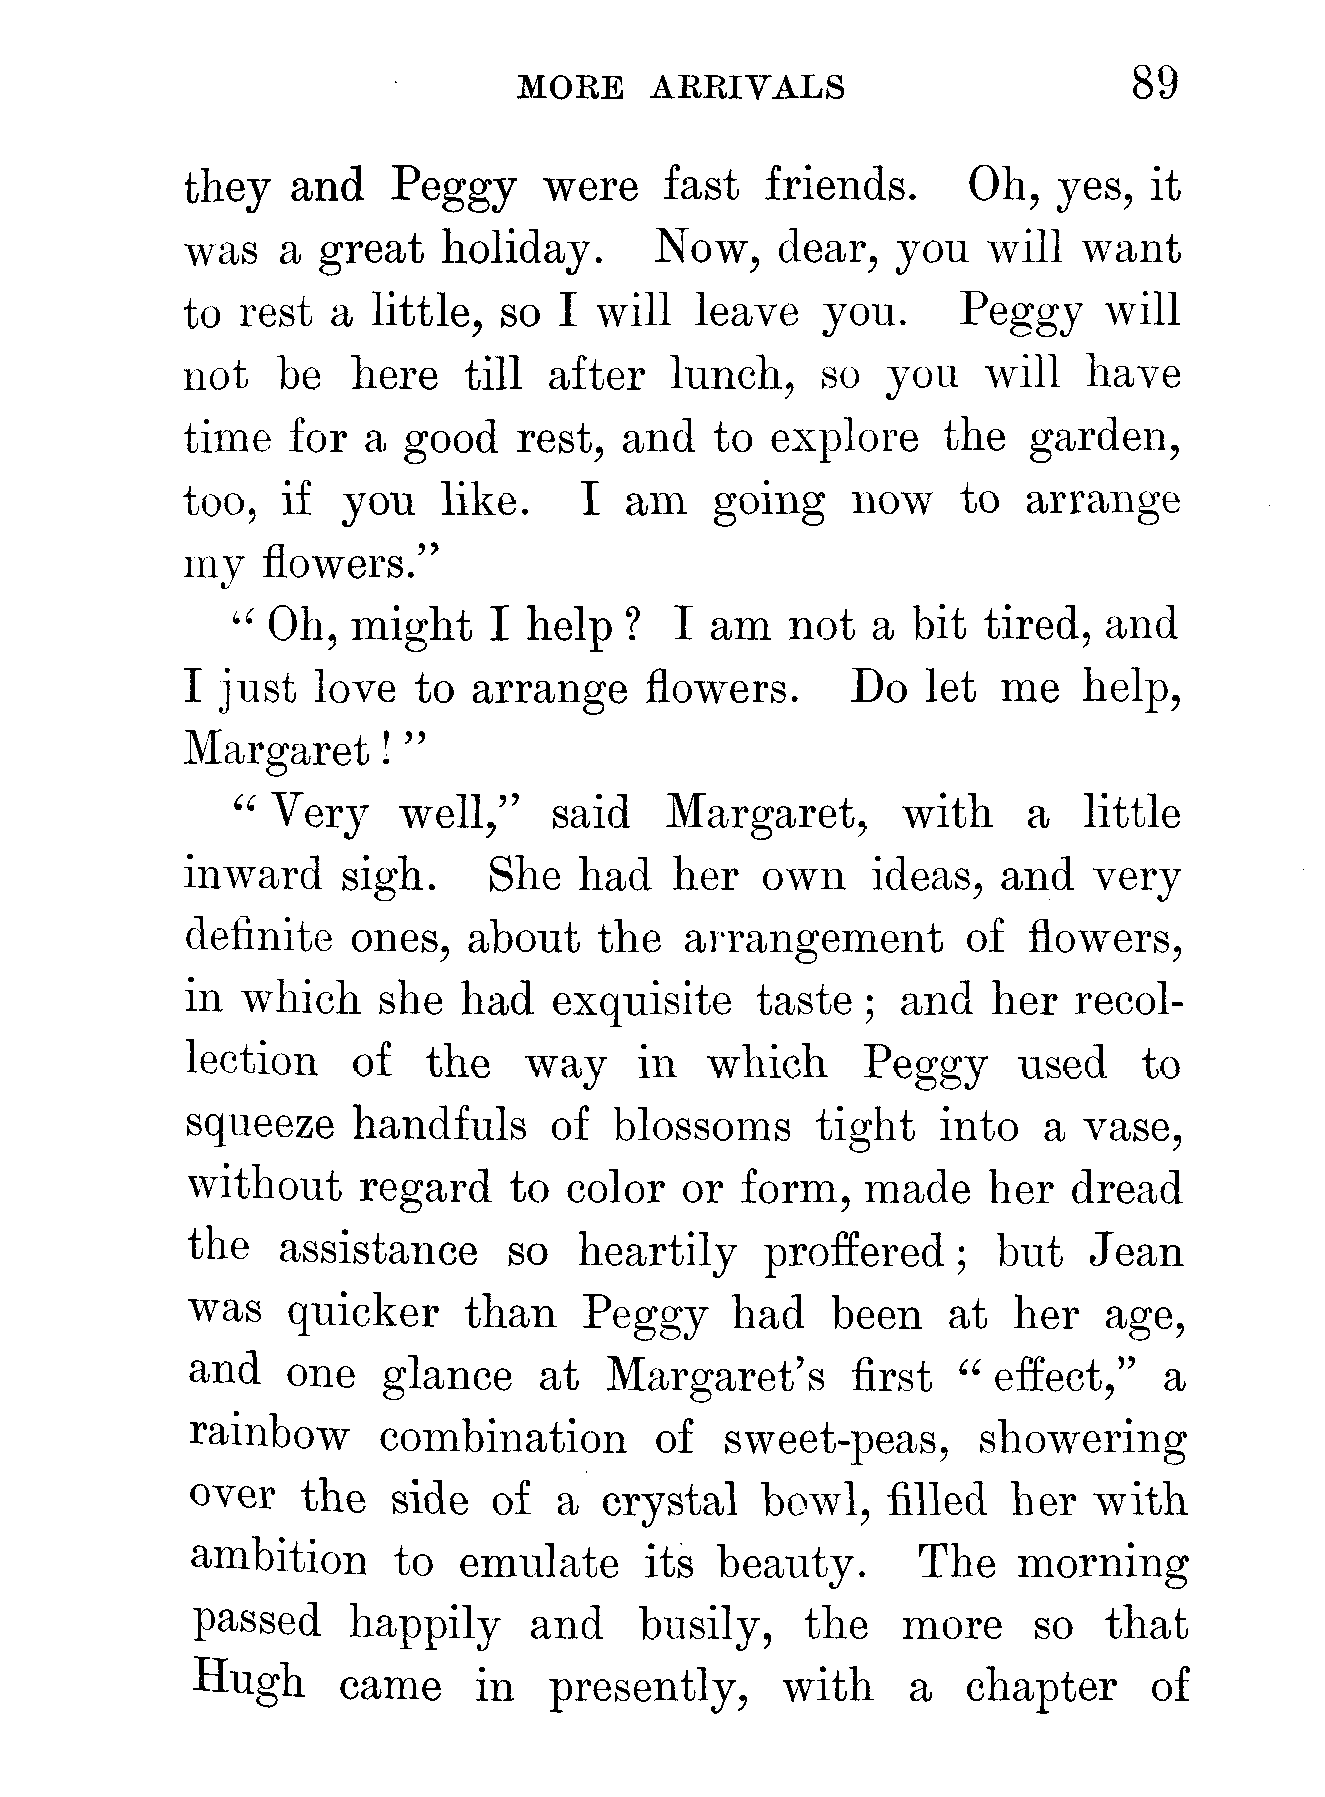 MORE ARRIVALS 89
they and Peggy were fast friends. Oh, yes, it
was a great holiday. Now, dear, you will want
to rest a little, so I will leave you. Peggy will
not be here till after lunch, so you will have
time for a good rest, and to explore the garden,
too, if you like. I am going now to arrange
my flowers.”
“ Oh, might I help ? I am not a bit tired, and
I just love to arrange flowers. Do let me help,
Margaret ! ”
“ Very well,” said Margaret, with a little
inward sigh. She had her own ideas, and very
definite ones, about the arrangement of flowers,
in which she had exquisite taste ; and her recol-
lection of the way in which Peggy used to
squeeze handfuls of blossoms tight into a vase,
without regard to color or form, made her dread
the assistance so heartily proffered ; but Jean
was quicker than Peggy had been at her age,
and one glance at Margaret’s first “ effect,” a
rainbow combination of sweet-peas, showering
over the side of a crystal bowl, filled her with
ambition to emulate its beauty. The morning
passed happily and busily, the more so that
Hugh came in presently, with a chapter of